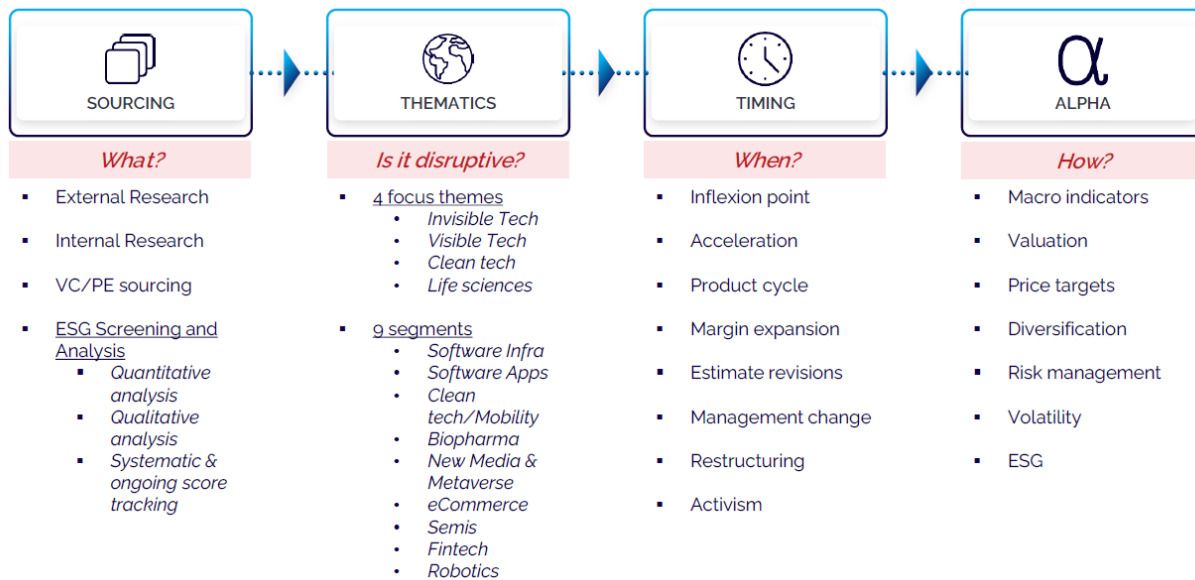 SOURCING
What?
▪ External Research
▪ Internal Research
▪ VC/PE sourcing
▪ ESG Screening and
Analysis
▪ Quantitative
analysis
▪ Qualitative
analysis
▪ Systematic &
ongoing score
tracking
THEMATICS
Is it disruptive?
▪ 4 focus themes
• Invisible Tech
• Visible Tech
• Clean tech
• Life sciences
▪ 9 segments
• Software Infra
• Software Apps
• Clean
tech/Mobility
• Biopharma
• New Media &
Metaverse
• eCommerce
• Semis
• Fintech
• Robotics
TIMING
When?
▪ Inflexion point
▪ Acceleration
▪ Product cycle
▪ Margin expansion
▪ Estimate revisions
▪ Management change
▪ Restructuring
▪ Activism
α
ALPHA
How?
▪ Macro indicators
▪ Valuation
▪ Price targets
▪ Diversification
▪ Risk management
▪ Volatility
▪ ESG